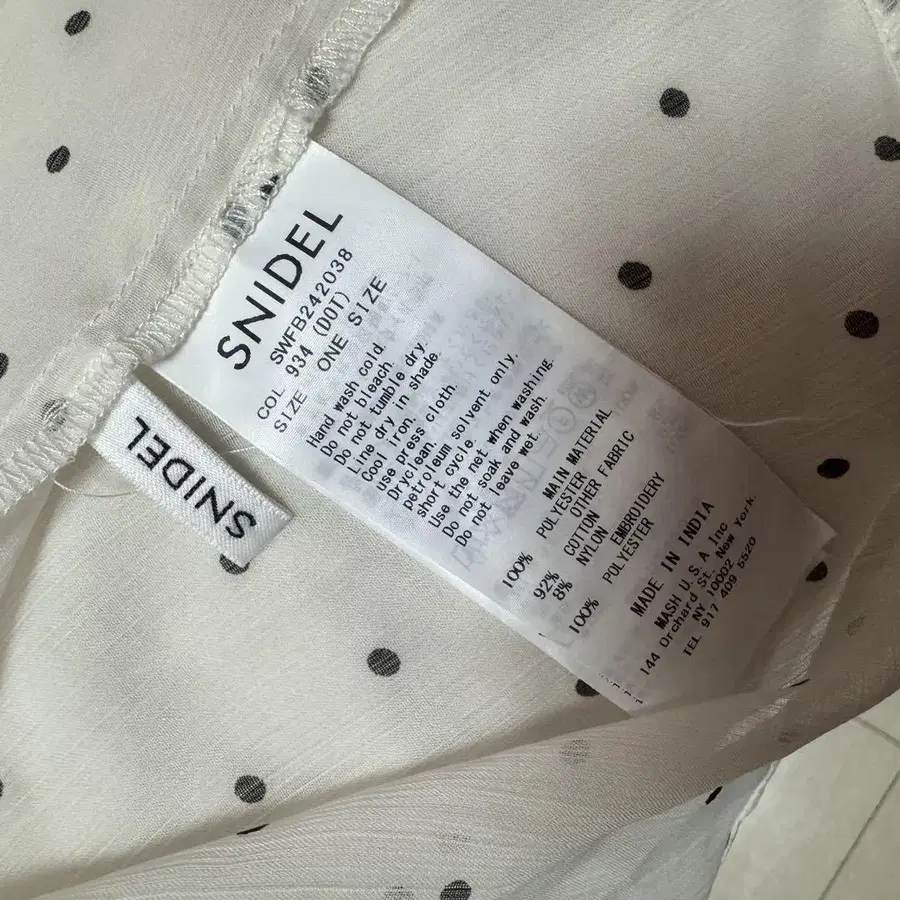 SNIDEL
SWFB242038
COL 934 (DOT)
SIZE ONE SIZE
Hand wash cold.
Do not bleach.
Do not tumble dry.
Line dry in shade.
Cool iron.
use press cloth.
Dryclean.
petroleum solvent only.
short cycle.
Use the net when washing.
Do not soak and wash.
Do not leave wet.
MAIN MATERIAL
100% POLYESTER
OTHER FABRIC
92% COTTON
8% NYLON
EMBROIDERY
100% POLYESTER
MADE IN INDIA
MASH U.S.A Inc
144 Orchard St. New York.
NY 10002
TEL 917 409 5520
SNIDEL